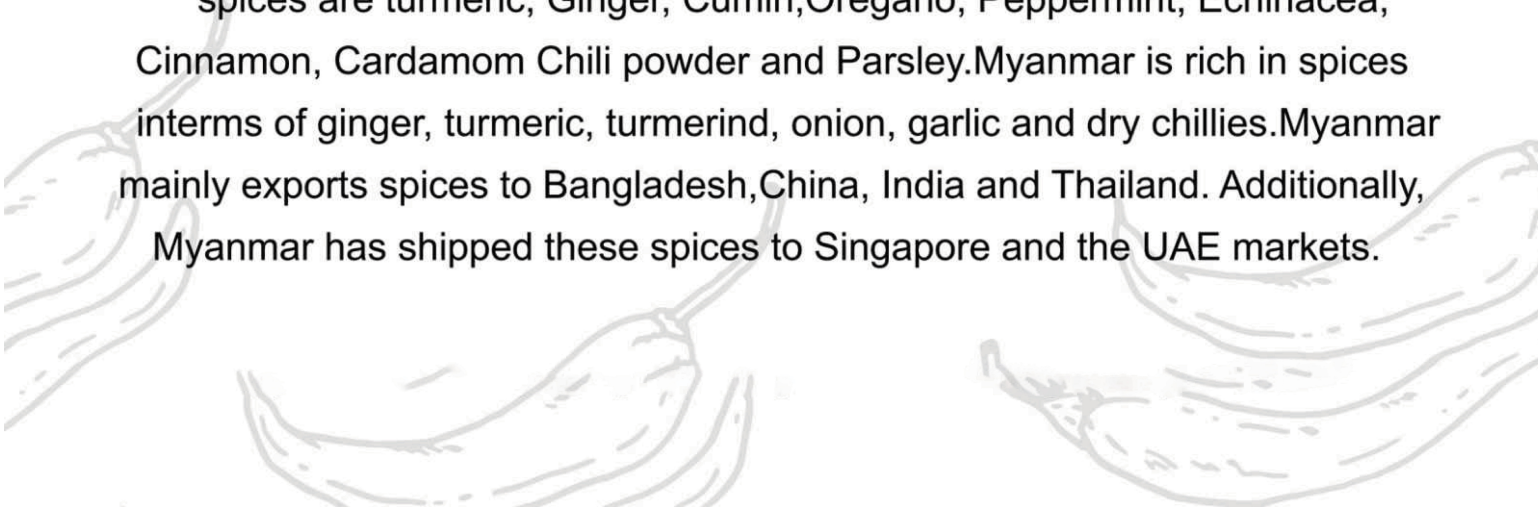 spices are turmeric, Ginger, Cumin,Oregano, Peppermint, Echinacea,
Cinnamon, Cardamom Chili powder and Parsley.Myanmar is rich in spices
interms of ginger, turmeric, turmerind, onion, garlic and dry chillies.Myanmar
mainly exports spices to Bangladesh,China, India and Thailand. Additionally,
Myanmar has shipped these spices to Singapore and the UAE markets.